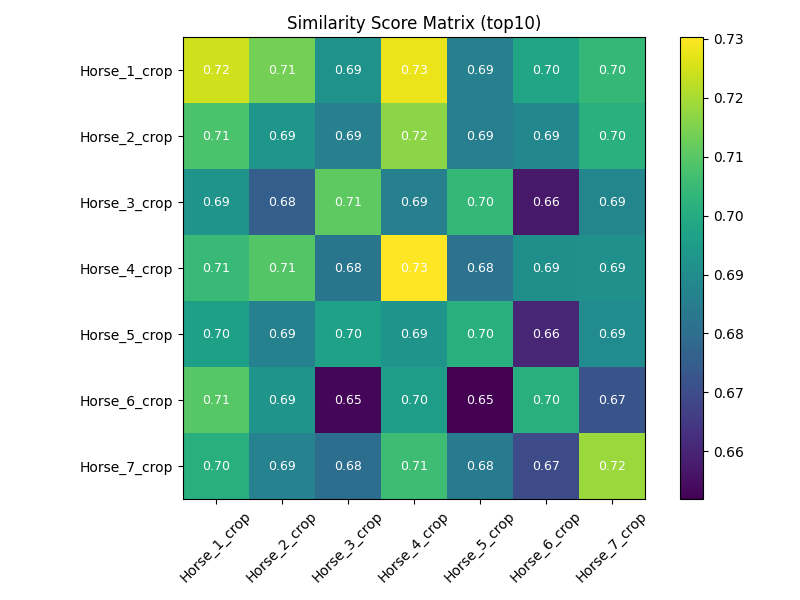 Similarity Score Matrix (top10)
Horse_1_crop 0.72 0.71 0.69 0.73 0.69 0.70 0.70
Horse_2_crop 0.71 0.69 0.69 0.72 0.69 0.69 0.70
Horse_3_crop 0.69 0.68 0.71 0.69 0.70 0.66 0.69
Horse_4_crop 0.71 0.71 0.68 0.73 0.68 0.69 0.69
Horse_5_crop 0.70 0.69 0.70 0.69 0.70 0.66 0.69
Horse_6_crop 0.71 0.69 0.65 0.70 0.65 0.70 0.67
Horse_7_crop 0.70 0.69 0.68 0.71 0.68 0.67 0.72
Horse_1_crop Horse_2_crop Horse_3_crop Horse_4_crop Horse_5_crop Horse_6_crop Horse_7_crop
0.73
0.72
0.71
0.70
0.69
0.68
0.67
0.66